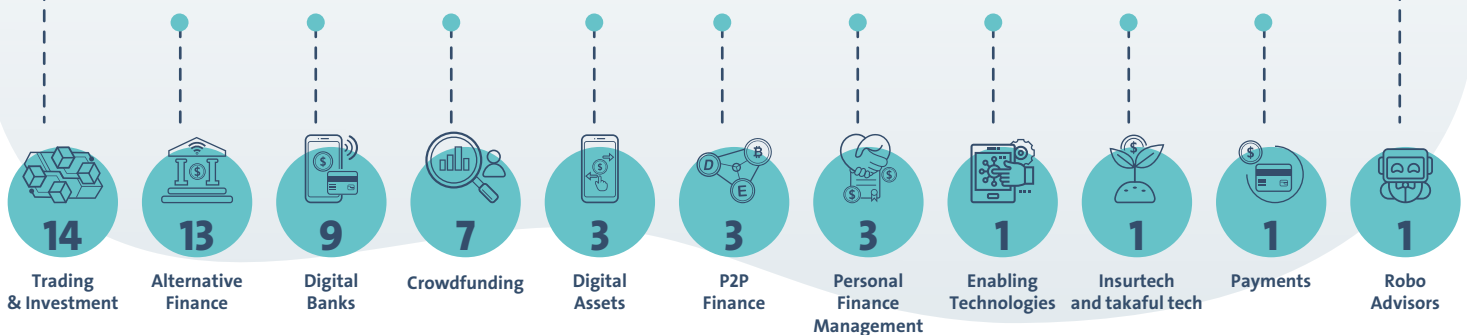 14
Trading
& Investment
13
Alternative
Finance
9
Digital
Banks
7
Crowdfunding
3
Digital
Assets
3
P2P
Finance
3
Personal
Finance
Management
1
Enabling
Technologies
1
Insurtech
and takaful tech
1
Payments
1
Robo
Advisors